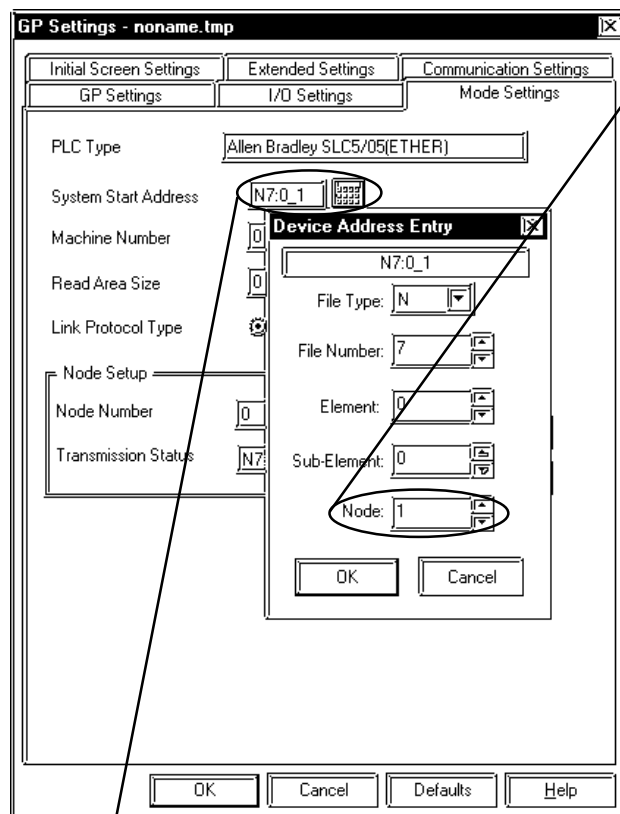 GP Settings - noname.tmp
Initial Screen Settings Extended Settings Communication Settings
GP Settings I/O Settings Mode Settings
PLC Type Allen Bradley SLC5/05(ETHER)
System Start Address N7:0_1
Machine Number 0
Read Area Size 0
Link Protocol Type
Node Setup
Node Number 0
Transmission Status N7
Device Address Entry
N7:0_1
File Type: N
File Number: 7
Element: 0
Sub-Element: 0
Node: 1
OK Cancel
OK Cancel Defaults Help